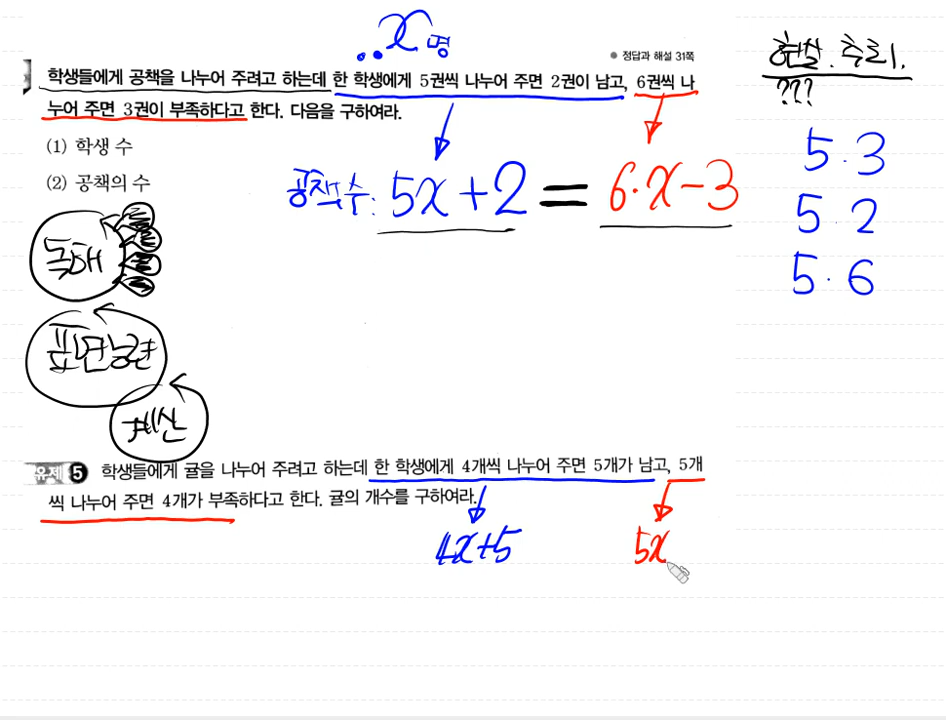 ..x명
● 정답과 해설 31쪽
현실. 추리.
???
학생들에게 공책을 나누어 주려고 하는데 한 학생에게 5권씩 나누어 주면 2권이 남고, 6권씩 나
누어 주면 3권이 부족하다고 한다. 다음을 구하여라.
(1) 학생 수
(2) 공책의 수
공책 수: 5x+2 = 6·x-3
5·3
5·2
5·6
독해
표면능력
계산
유제 5 학생들에게 귤을 나누어 주려고 하는데 한 학생에게 4개씩 나누어 주면 5개가 남고, 5개
씩 나누어 주면 4개가 부족하다고 한다. 귤의 개수를 구하여라.
4x+5
5x